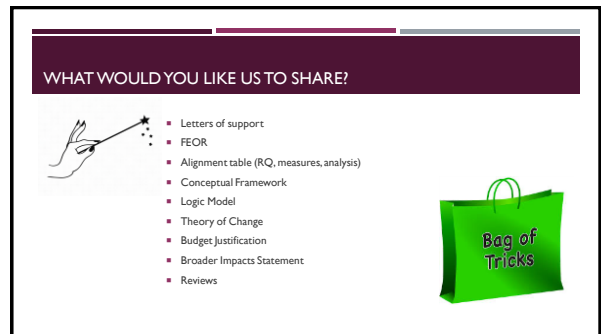 WHAT WOULD YOU LIKE US TO SHARE?
Letters of support
FEOR
Alignment table (RQ, measures, analysis)
Conceptual Framework
Logic Model
Theory of Change
Budget Justification
Broader Impacts Statement
Reviews
Bag of
Tricks